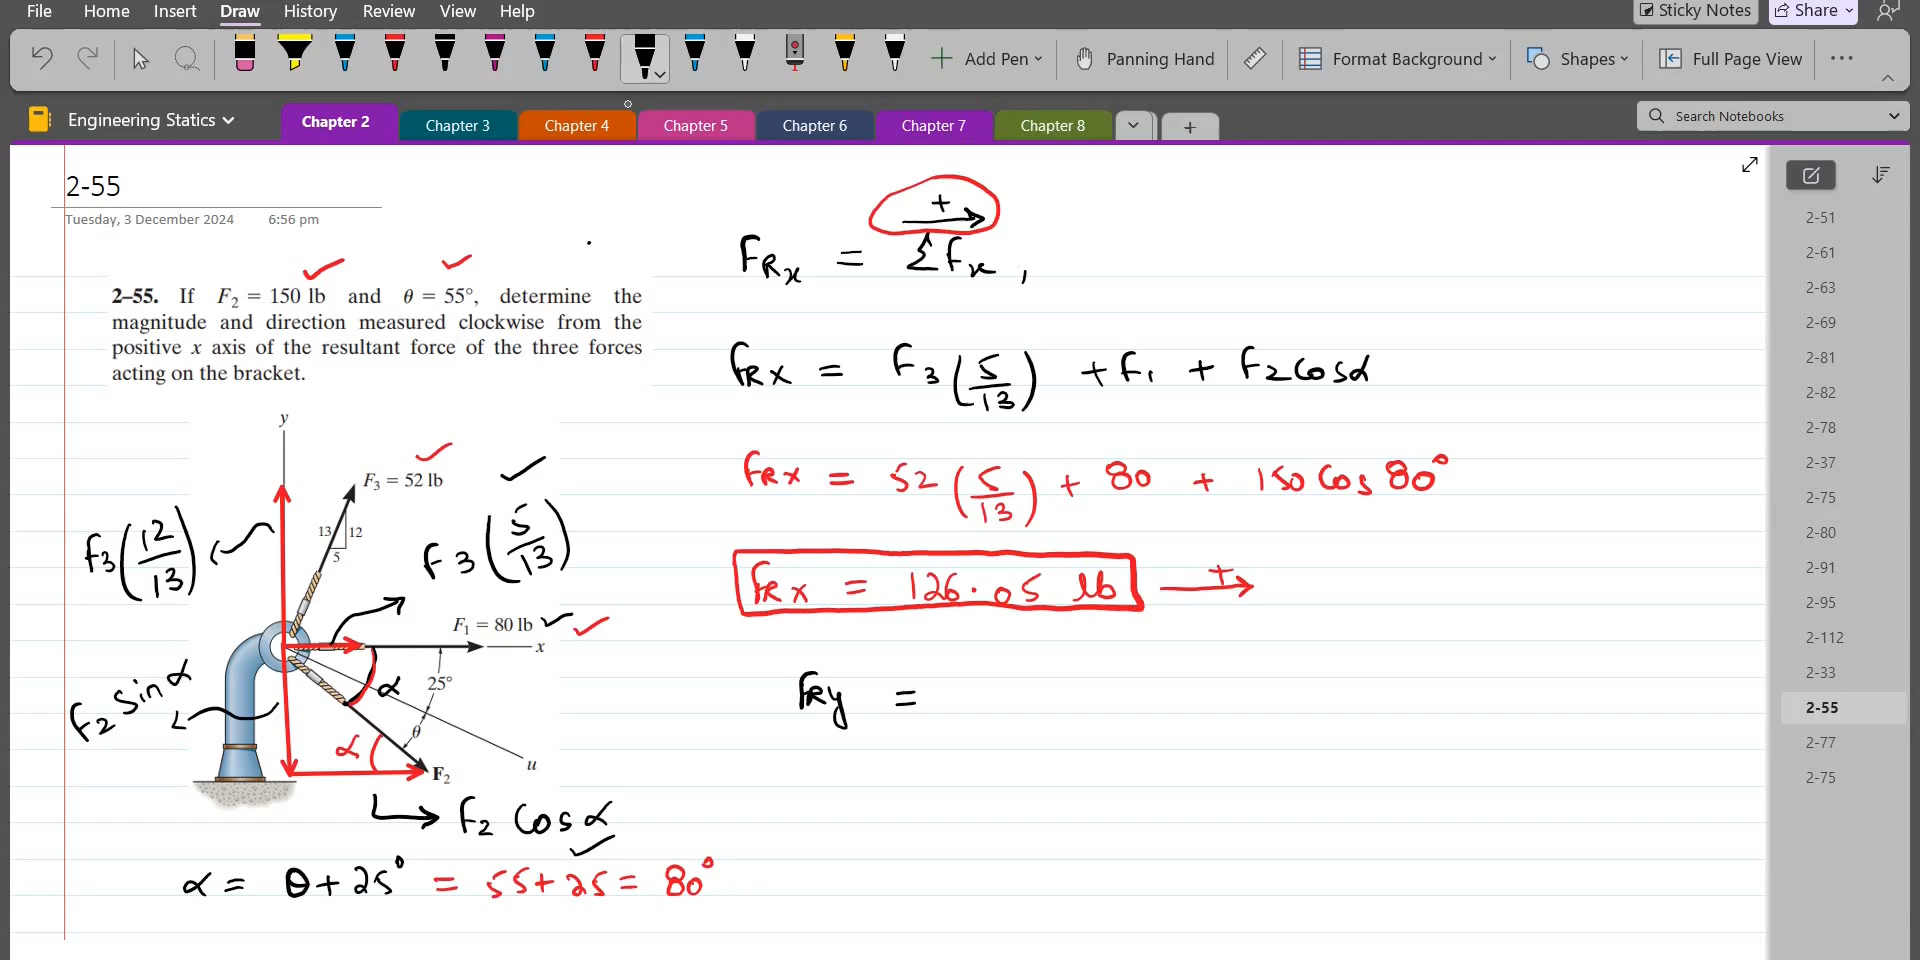 File Home Insert Draw History Review View Help
Sticky Notes Share
Add Pen Panning Hand Format Background Shapes Full Page View
Engineering Statics Chapter 2 Chapter 3 Chapter 4 Chapter 5 Chapter 6 Chapter 7 Chapter 8 + Search Notebooks
2-55
Tuesday, 3 December 2024 6:56 pm
2–55. If F₂ = 150 lb and θ = 55°, determine the
magnitude and direction measured clockwise from the
positive x axis of the resultant force of the three forces
acting on the bracket.
y
F₃ = 52 lb
13 12
5
F₃(12/13)
F₃(5/13)
F₁ = 80 lb
x
α
25°
F₂ sinα
θ
α
u
F₂
F₂ cosα
α = θ+25° = 55+25 = 80°
+
FRx = ΣFx ,
FRx = F₃(5/13) + F₁ + F₂cosα
FRx = 52(5/13) + 80 + 150 cos 80°
FRx = 126.05 lb +
FRy =
2-51
2-61
2-63
2-69
2-81
2-82
2-78
2-37
2-75
2-80
2-91
2-95
2-112
2-33
2-55
2-77
2-75